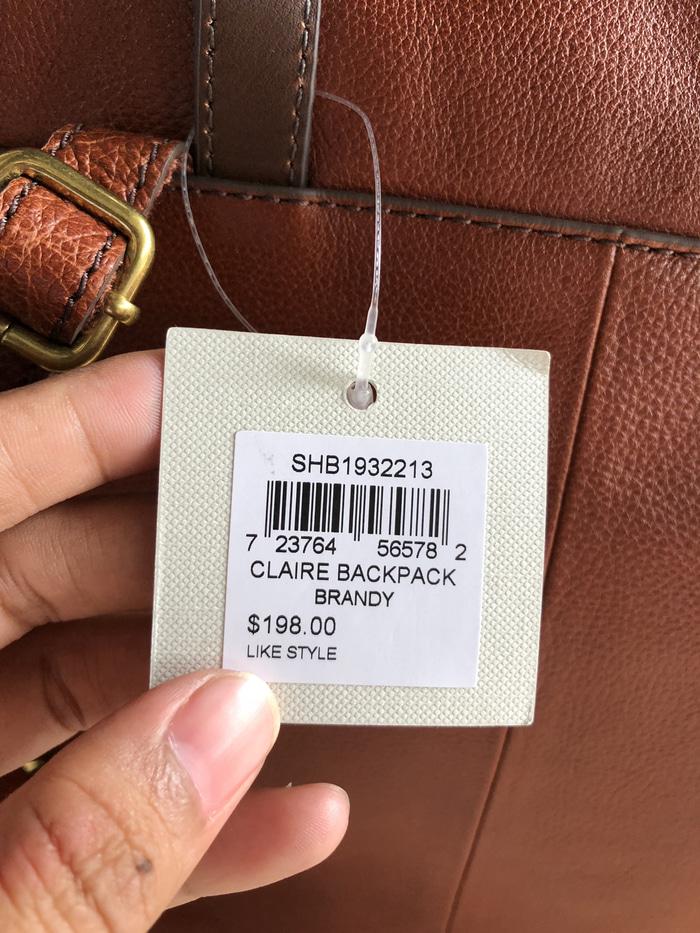 SHB1932213
7 23764 56578 2
CLAIRE BACKPACK
BRANDY
$198.00
LIKE STYLE